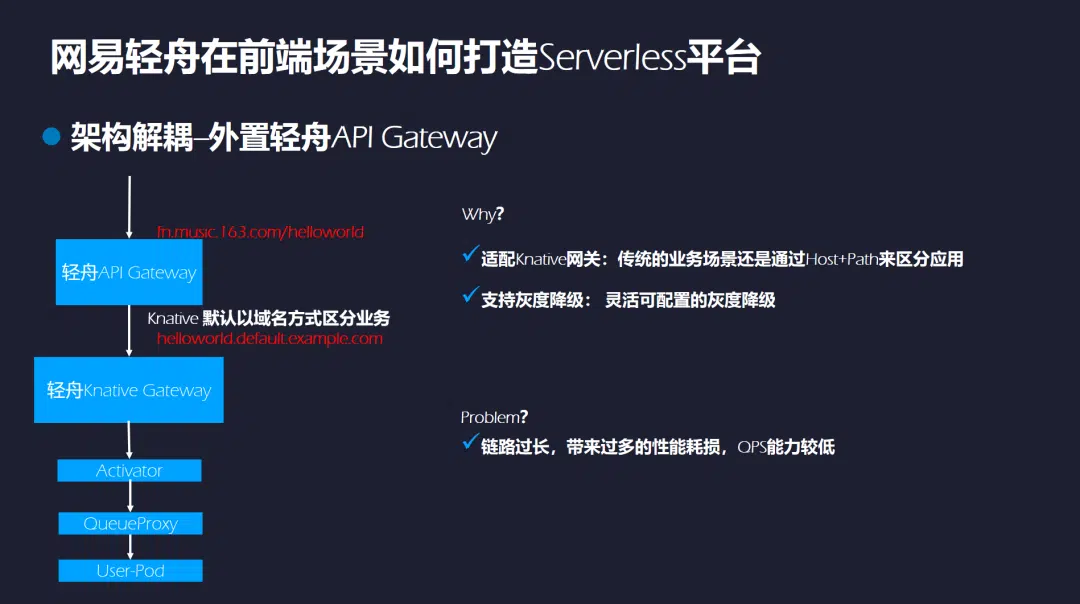 网易轻舟在前端场景如何打造Serverless平台
架构解耦–外置轻舟API Gateway
fn.music.163.com/helloworld
轻舟API Gateway
Knative 默认以域名方式区分业务
helloworld.default.example.com
轻舟Knative Gateway
Activator
QueueProxy
User-Pod
Why?
适配Knative网关：传统的业务场景还是通过Host+Path来区分应用
支持灰度降级： 灵活可配置的灰度降级
Problem?
链路过长，带来过多的性能耗损，QPS能力较低